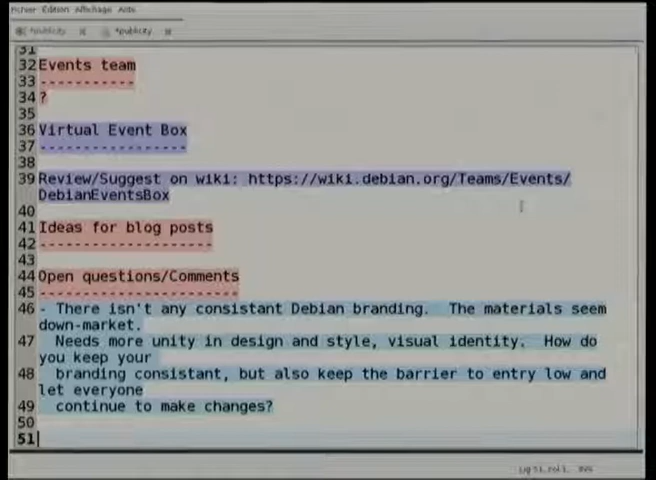 Fichier Édition Affichage Aide
*publicity *publicity
31
32 Events team
33 -----------
34 ?
35
36 Virtual Event Box
37 -----------------
38
39 Review/Suggest on wiki: https://wiki.debian.org/Teams/Events/
DebianEventsBox
40
41 Ideas for blog posts
42 --------------------
43
44 Open questions/Comments
45 -----------------------
46 - There isn't any consistant Debian branding.  The materials seem
down-market.
47   Needs more unity in design and style, visual identity.  How do
you keep your
48   branding consistant, but also keep the barrier to entry low and
let everyone
49   continue to make changes?
50
51